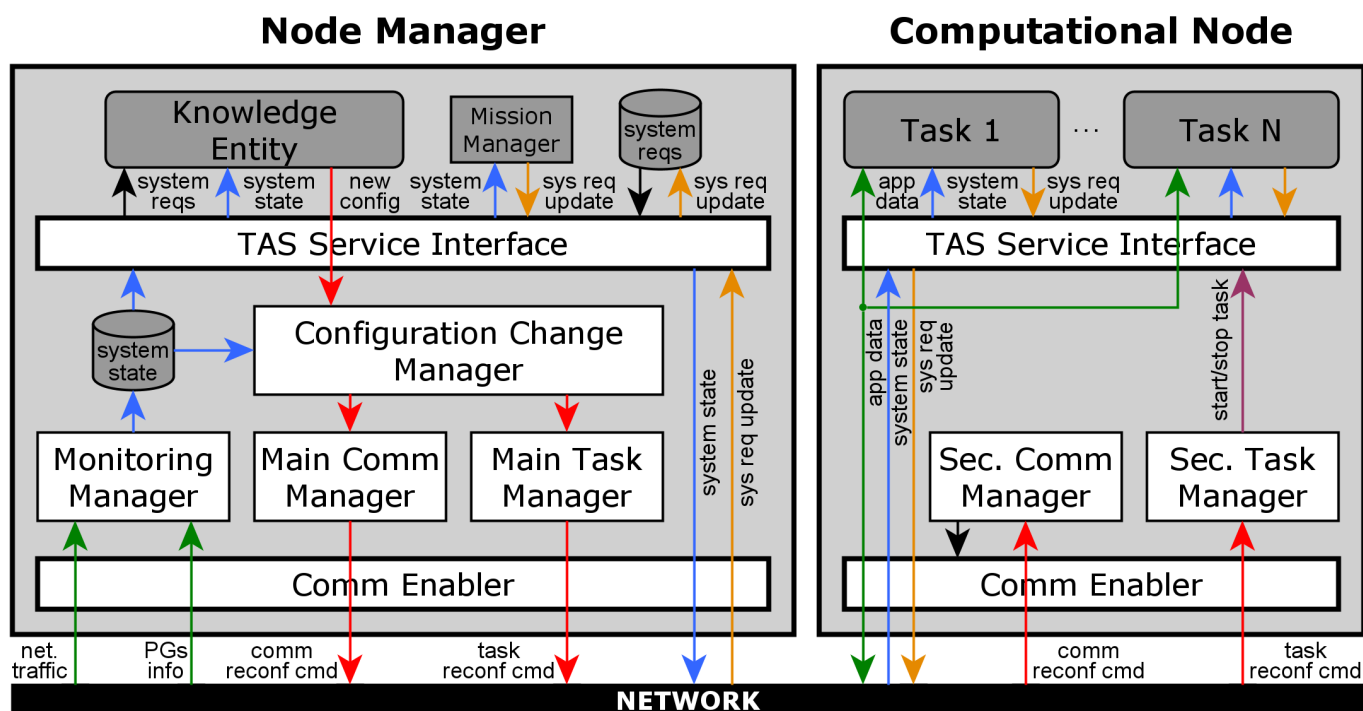 Node Manager
Computational Node
Knowledge
Entity
Mission
Manager
system
reqs
Task 1
...
Task N
system
reqs
system
state
new
config
system
state
sys req
update
sys req
update
app
data
system
state
sys req
update
TAS Service Interface
TAS Service Interface
system
state
Configuration Change
Manager
system state
sys req update
app data
system state
sys req
update
start/stop task
Monitoring
Manager
Main Comm
Manager
Main Task
Manager
Sec. Comm
Manager
Sec. Task
Manager
Comm Enabler
Comm Enabler
net.
traffic
PGs
info
comm
reconf cmd
task
reconf cmd
comm
reconf cmd
task
reconf cmd
NETWORK